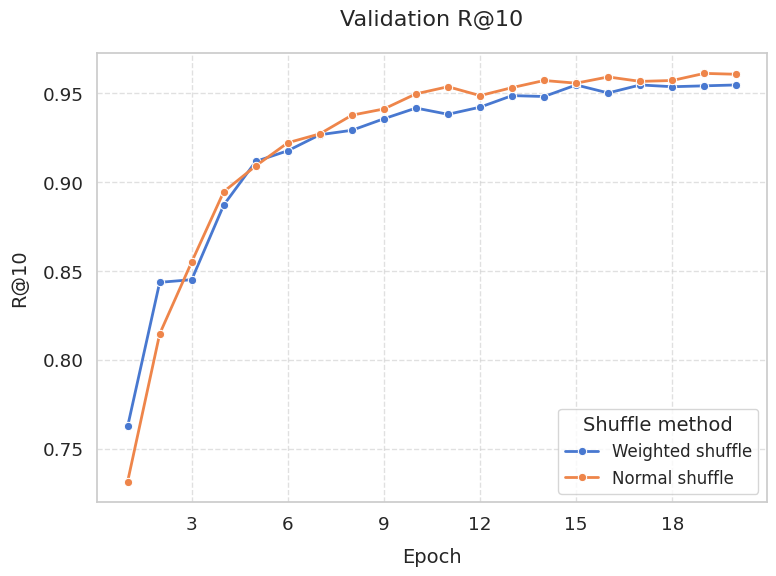 Validation R@10
0.95
0.90
0.85
0.80
0.75
R@10
3 6 9 12 15 18
Epoch
Shuffle method
Weighted shuffle
Normal shuffle